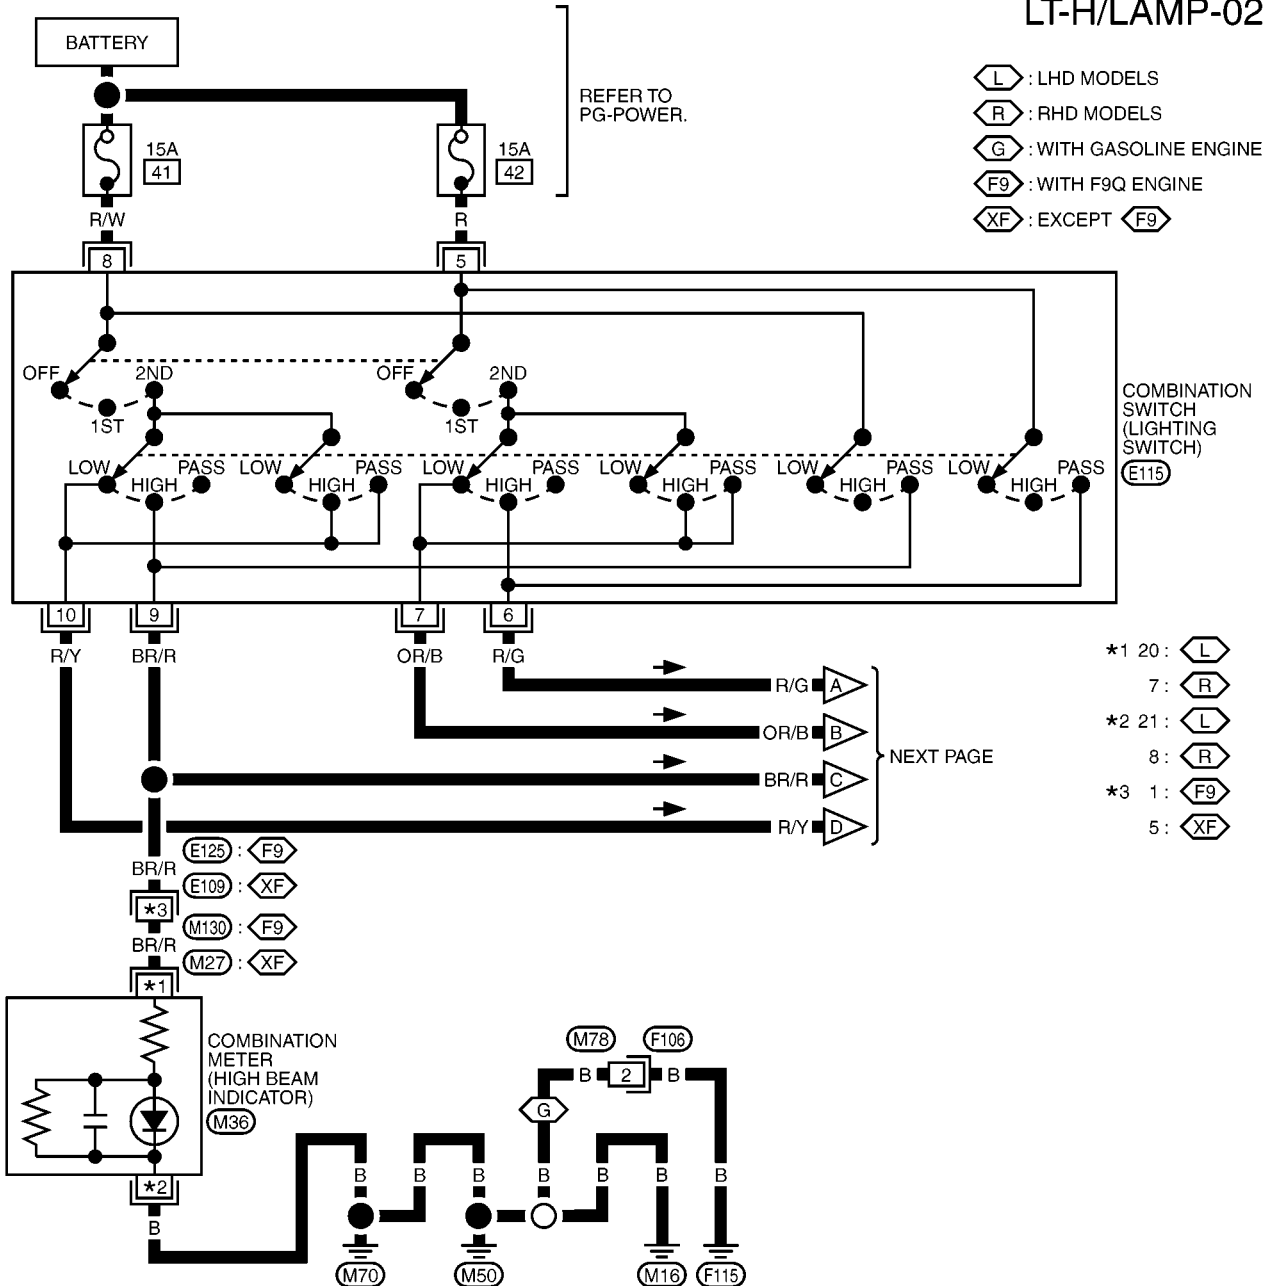 LT-H/LAMP-02
BATTERY
REFER TO
PG-POWER.
L : LHD MODELS
R : RHD MODELS
G : WITH GASOLINE ENGINE
F9 : WITH F9Q ENGINE
XF : EXCEPT F9
15A
41
15A
42
R/W
R
8
5
OFF
2ND
1ST
OFF
2ND
1ST
COMBINATION
SWITCH
(LIGHTING
SWITCH)
E115
LOW
HIGH
PASS
LOW
HIGH
PASS
LOW
HIGH
PASS
LOW
HIGH
PASS
LOW
HIGH
PASS
LOW
HIGH
PASS
10
9
7
6
R/Y
BR/R
OR/B
R/G
R/G A
OR/B B
BR/R C
R/Y D
NEXT PAGE
*1 20 : L
7 : R
*2 21 : L
8 : R
*3 1 : F9
5 : XF
E125 : F9
BR/R
E109 : XF
*3
M130 : F9
BR/R
M27 : XF
*1
COMBINATION
METER
(HIGH BEAM
INDICATOR)
M36
*2
B
M78
F106
B 2 B
G
B
B
B
B
B
B
B
M70
M50
M16
F115